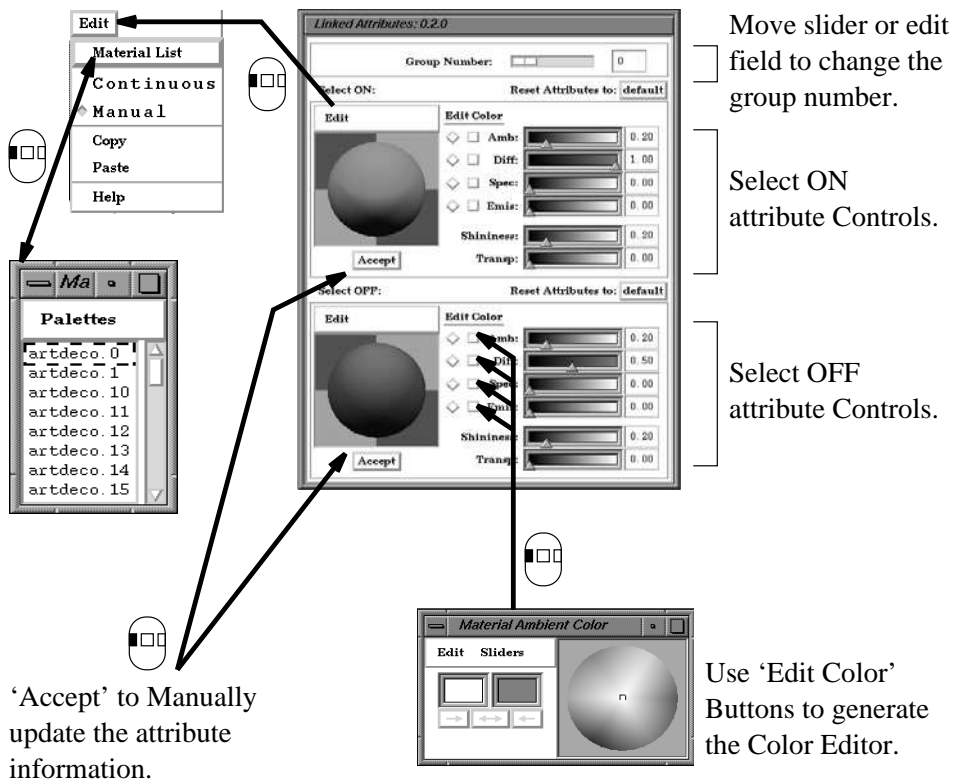 Edit
Material List
Continuous
Manual
Copy
Paste
Help
Ma
Palettes
artdeco.0
artdeco.1
artdeco.10
artdeco.11
artdeco.12
artdeco.13
artdeco.14
artdeco.15
Linked Attributes: 0.2.0
Group Number: 0
Select ON: Reset Attributes to: default
Edit Edit Color
Amb: 0.20
Diff: 1.00
Spec: 0.00
Emis: 0.00
Shininess: 0.20
Accept Transp: 0.00
Select OFF: Reset Attributes to: default
Edit Edit Color
Amb: 0.20
Diff: 0.50
Spec: 0.00
Emis: 0.00
Shininess: 0.20
Accept Transp: 0.00
Move slider or edit
field to change the
group number.
Select ON
attribute Controls.
Select OFF
attribute Controls.
‘Accept’ to Manually
update the attribute
information.
Material Ambient Color
Edit Sliders
Use ‘Edit Color’
Buttons to generate
the Color Editor.